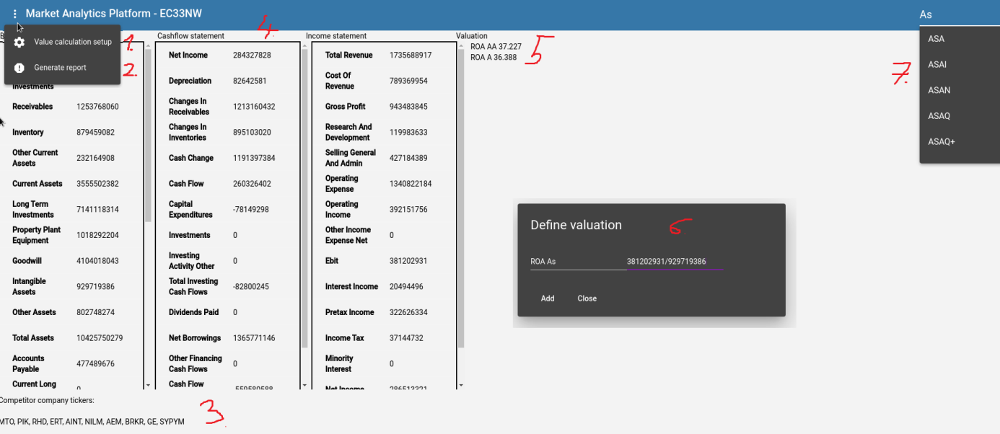 Market Analytics Platform - EC33NW
As
Value calculation setup
1.
Generate report
2.
Cashflow statement
4.
Income statement
Valuation
ROA AA 37.227
ROA A 36.388
5
7.
ASA
ASAI
ASAN
ASAQ
ASAQ+
Investments
Receivables 1253768060
Inventory 879459082
Other Current
Assets 232164908
Current Assets 3555502382
Long Term
Investments 7141118314
Property Plant
Equipment 1018292204
Goodwill 4104018043
Intangible
Assets 929719386
Other Assets 802748274
Total Assets 10425750279
Accounts
Payable 477489676
Current Long 0
Net Income 284327828
Depreciation 82642581
Changes In
Receivables 1213160432
Changes In
Inventories 895103020
Cash Change 1191397384
Cash Flow 260326402
Capital
Expenditures -78149298
Investments 0
Investing
Activity Other 0
Total Investing
Cash Flows -82800245
Dividends Paid 0
Net Borrowings 1365771146
Other Financing
Cash Flows 0
Cash Flow -559580588
Total Revenue 1735688917
Cost Of
Revenue 789369954
Gross Profit 943483845
Research And
Development 119983633
Selling General
And Admin 427184389
Operating
Expense 1340822184
Operating
Income 392151756
Other Income
Expense Net 0
Ebit 381202931
Interest Income 20494496
Pretax Income 322626334
Income Tax 37144732
Minority
Interest 0
Net Income 286513321
Define valuation
6
ROA As 381202931/929719386
Add Close
Competitor company tickers:
MTO, PIK, RHD, ERT, AINT, NILM, AEM, BRKR, GE, SYPYM
3.